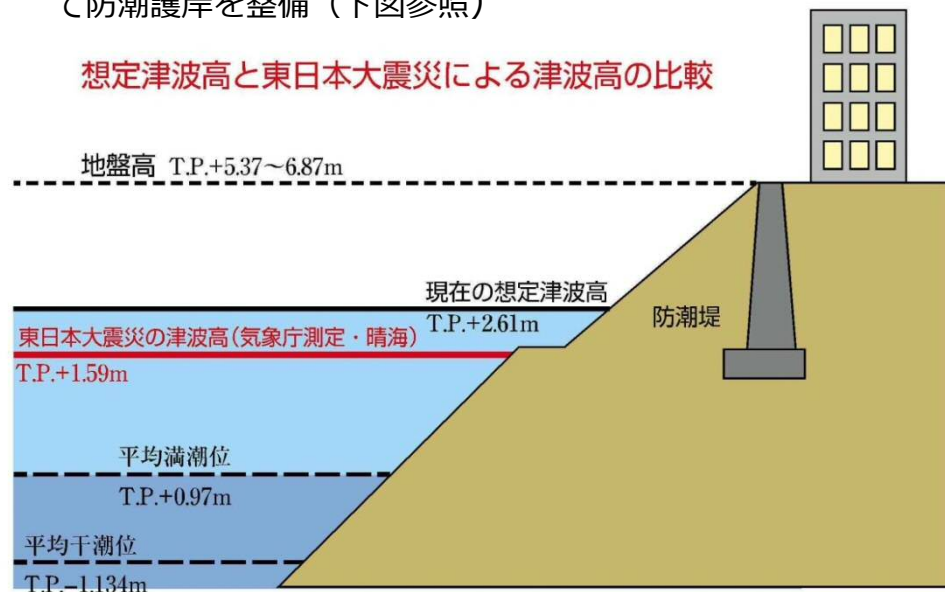 て防潮護岸を整備（下図参照）
想定津波高と東日本大震災による津波高の比較
地盤高 T.P.+5.37～6.87m
現在の想定津波高
T.P.+2.61m
東日本大震災の津波高(気象庁測定・晴海)
T.P.+1.59m
防潮堤
平均満潮位
T.P.+0.97m
平均干潮位
T.P.−1.134m